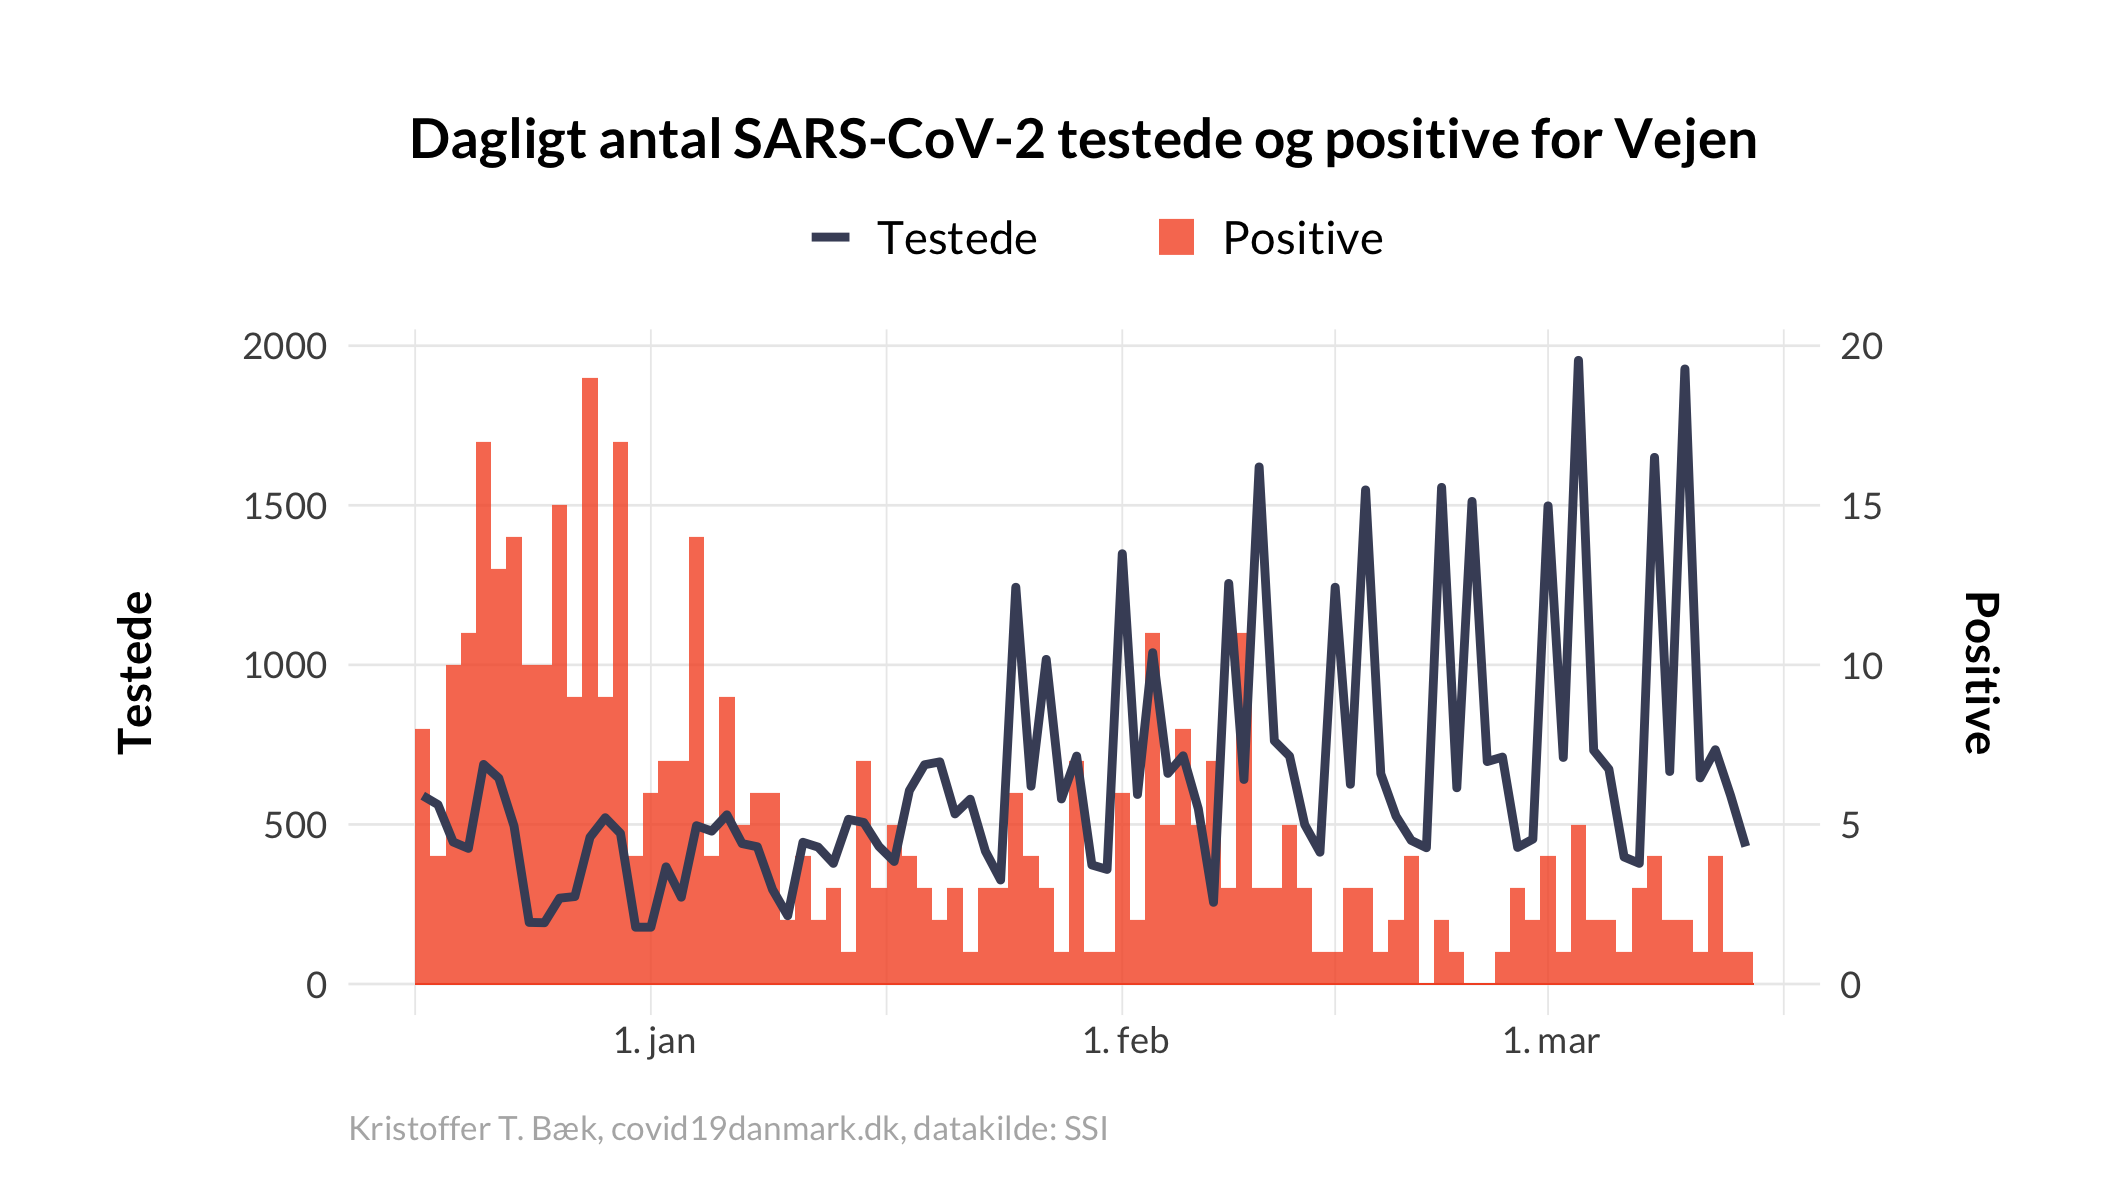 Dagligt antal SARS-CoV-2 testede og positive for Vejen
Testede
Positive
2000
1500
1000
500
0
20
15
10
5
0
Testede
Positive
1. jan
1. feb
1. mar
Kristoffer T. Bæk, covid19danmark.dk, datakilde: SSI